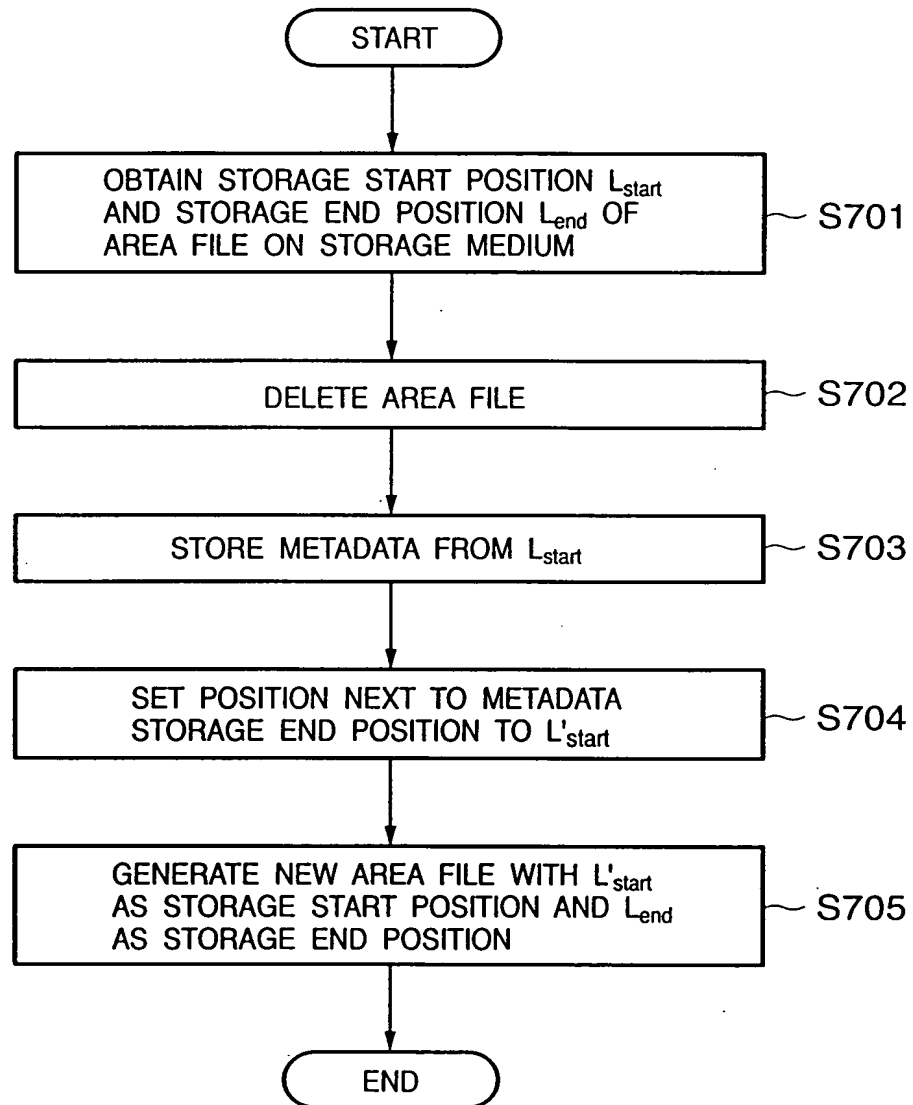 START
OBTAIN STORAGE START POSITION Lstart
AND STORAGE END POSITION Lend OF
AREA FILE ON STORAGE MEDIUM
S701
DELETE AREA FILE
S702
STORE METADATA FROM Lstart
S703
SET POSITION NEXT TO METADATA
STORAGE END POSITION TO L'start
S704
GENERATE NEW AREA FILE WITH L'start
AS STORAGE START POSITION AND Lend
AS STORAGE END POSITION
S705
END